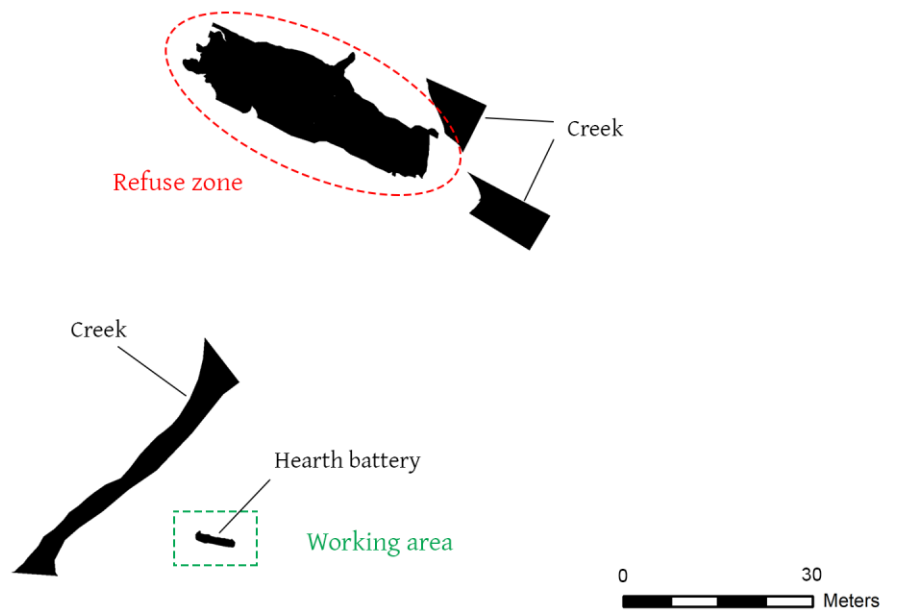 Creek
Refuse zone
Creek
Hearth battery
Working area
0 30
Meters